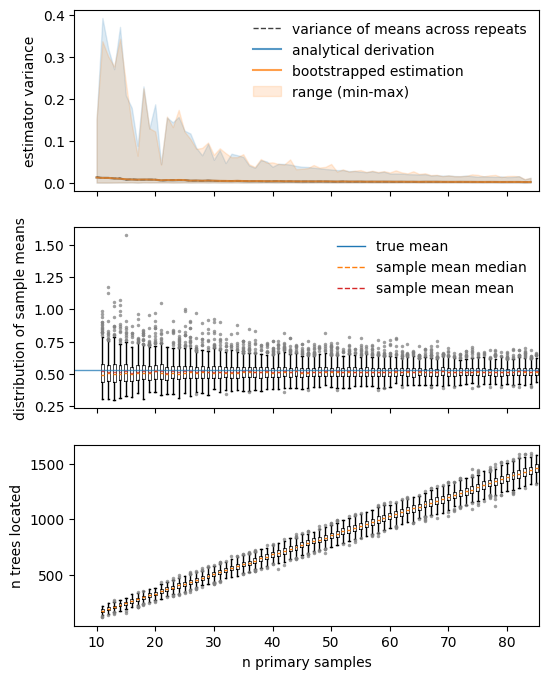 0.4
0.3
0.2
0.1
0.0
estimator variance
variance of means across repeats
analytical derivation
bootstrapped estimation
range (min-max)
1.50
1.25
1.00
0.75
0.50
0.25
distribution of sample means
true mean
sample mean median
sample mean mean
1500
1000
500
n trees located
10 20 30 40 50 60 70 80
n primary samples